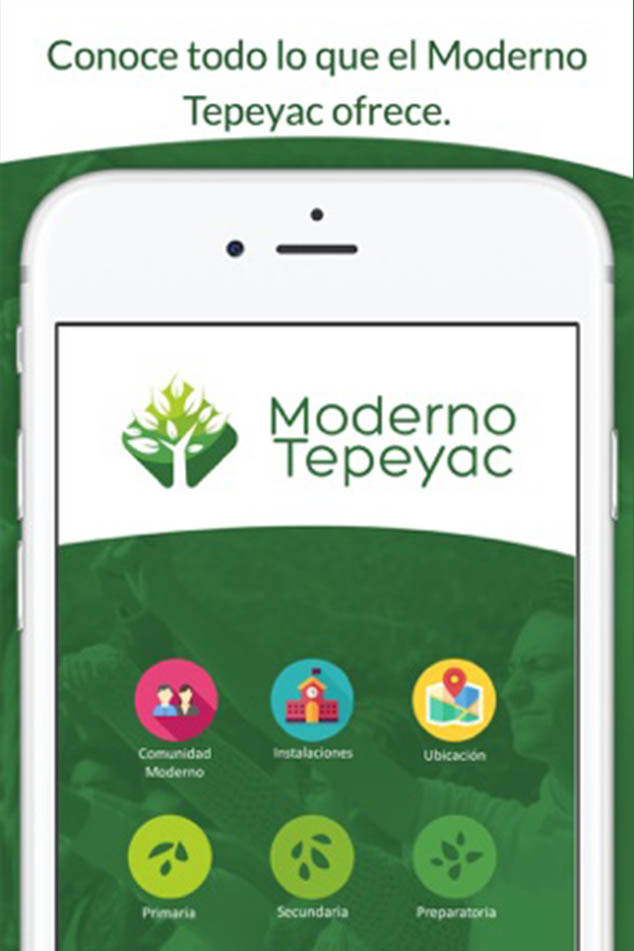 Conoce todo lo que el Moderno
Tepeyac ofrece.
Moderno
Tepeyac
Comunidad
Moderno
Instalaciones
Ubicación
Primaria
Secundaria
Preparatoria